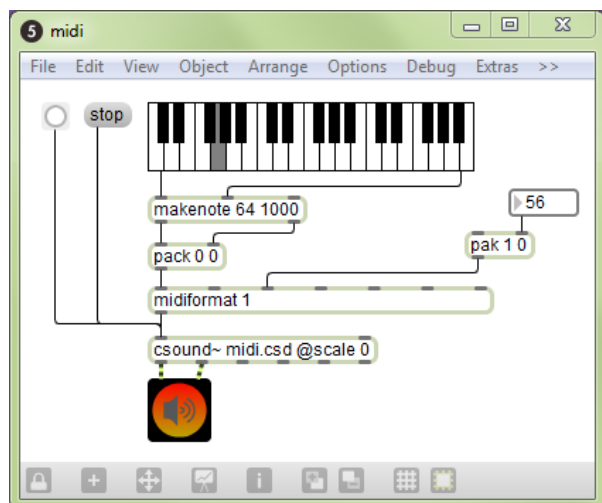 5 midi
File Edit View Object Arrange Options Debug Extras >>
stop
makenote 64 1000
56
pack 0 0
pak 1 0
midiformat 1
csound~ midi.csd @scale 0